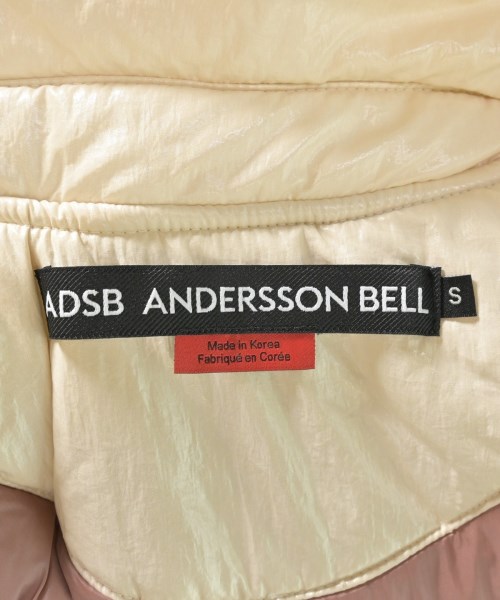 ADSB ANDERSSON BELL
S
Made in Korea
Fabriqué en Corée